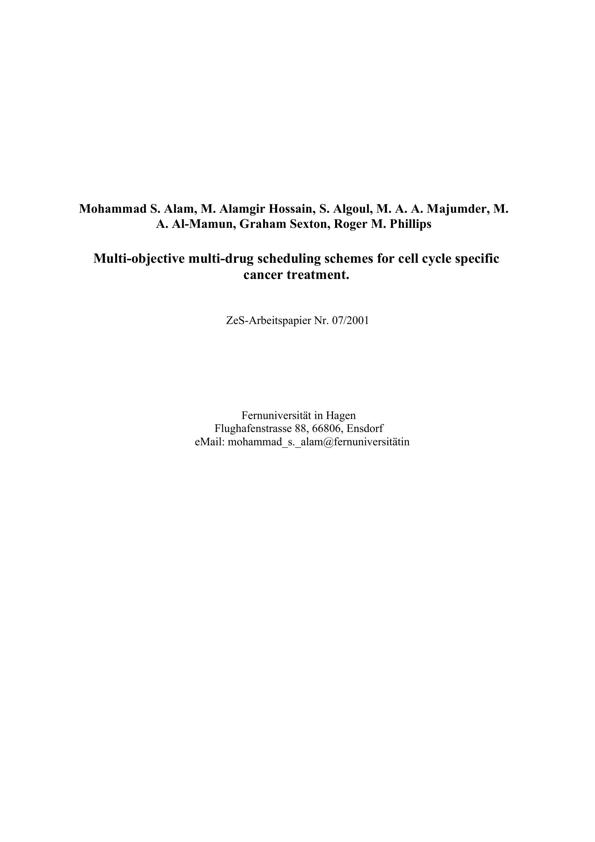 Mohammad S. Alam, M. Alamgir Hossain, S. Algoul, M. A. A. Majumder, M.
A. Al-Mamun, Graham Sexton, Roger M. Phillips
Multi-objective multi-drug scheduling schemes for cell cycle specific
cancer treatment.
ZeS-Arbeitspapier Nr. 07/2001
Fernuniversität in Hagen
Flughafenstrasse 88, 66806, Ensdorf
eMail: mohammad_s._alam@fernuniversitätin